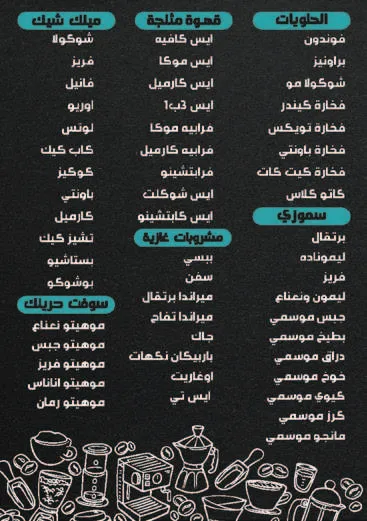 الحلويات
فوندون
براونيز
شوكولا مو
فخارة كيندر
فخارة تويكس
فخارة باونتي
فخارة كيت كات
كاتو كلاس
سموزي
برتقال
ليموناده
فريز
ليمون ونعناع
جبس موسمي
بطيخ موسمي
دراق موسمي
خوخ موسمي
كيوي موسمي
كرز موسمي
مانجو موسمي
قهوة مثلجة
ايس كافيه
ايس موكا
ايس كارميل
ايس 3ب1
فرابيه موكا
فرابيه كارميل
فرابتشينو
ايس شوكلت
ايس كابتشينو
مشروبات غازية
بيبسي
سفن
ميراندا برتقال
ميراندا تفاح
جاك
باربيكان نكهات
اوغاريت
ايس تي
ميلك شيك
شوكولا
فريز
فانيل
اوريو
لوتس
كاب كيك
كوكيز
باونتي
كارميل
تشيز كيك
بستاشيو
بوشوكو
سوفت درينك
موهيتو نعناع
موهيتو جبس
موهيتو فريز
موهيتو اناناس
موهيتو رمان